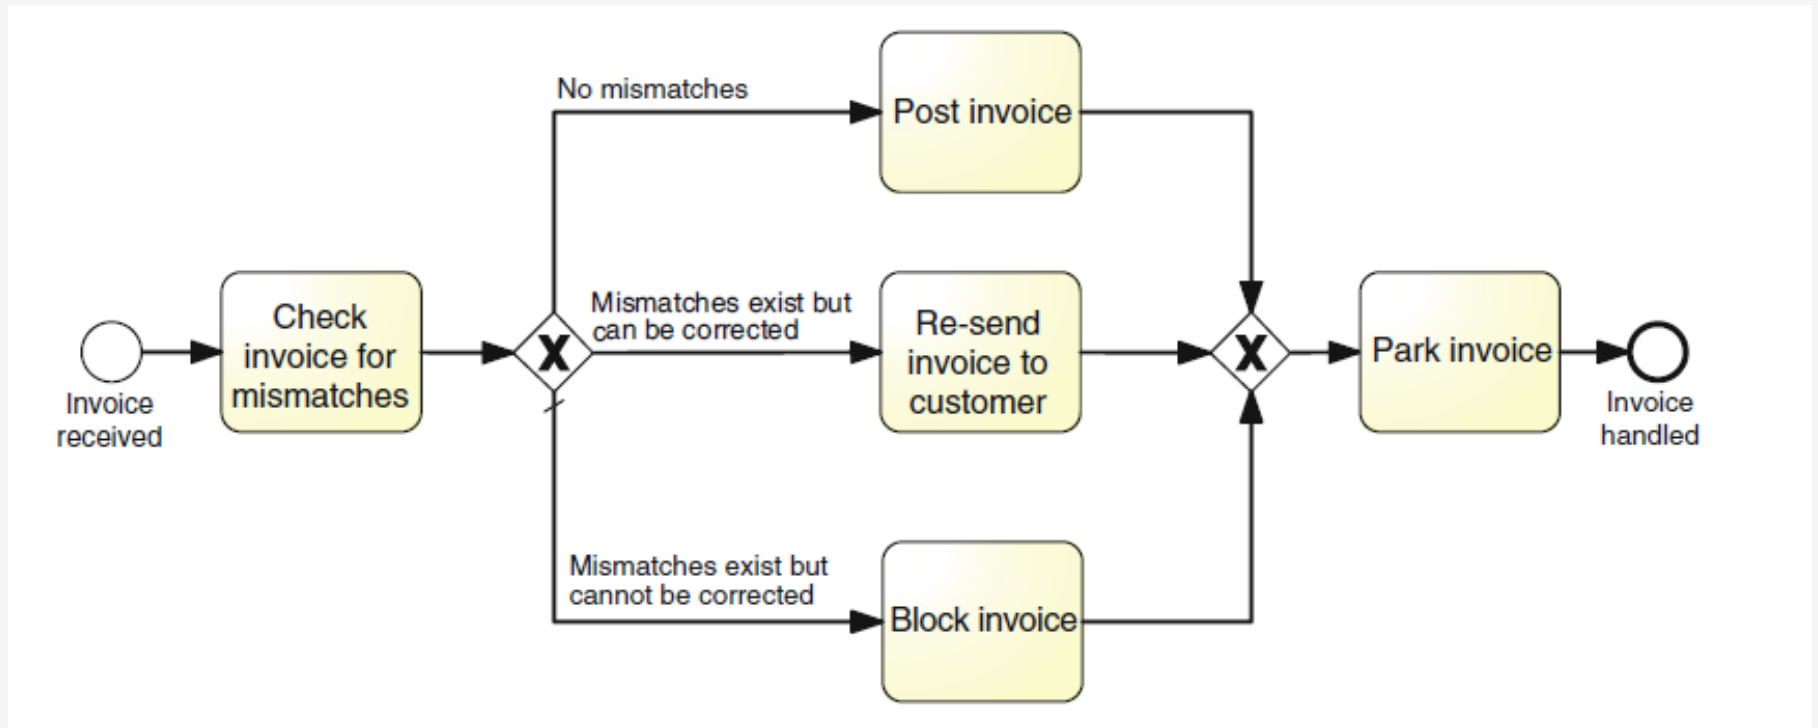 No mismatches
Post invoice
Mismatches exist but
can be corrected
Check
invoice for
mismatches
X
Re-send
invoice to
customer
X
Park invoice
Invoice
received
Invoice
handled
Mismatches exist but
cannot be corrected
Block invoice